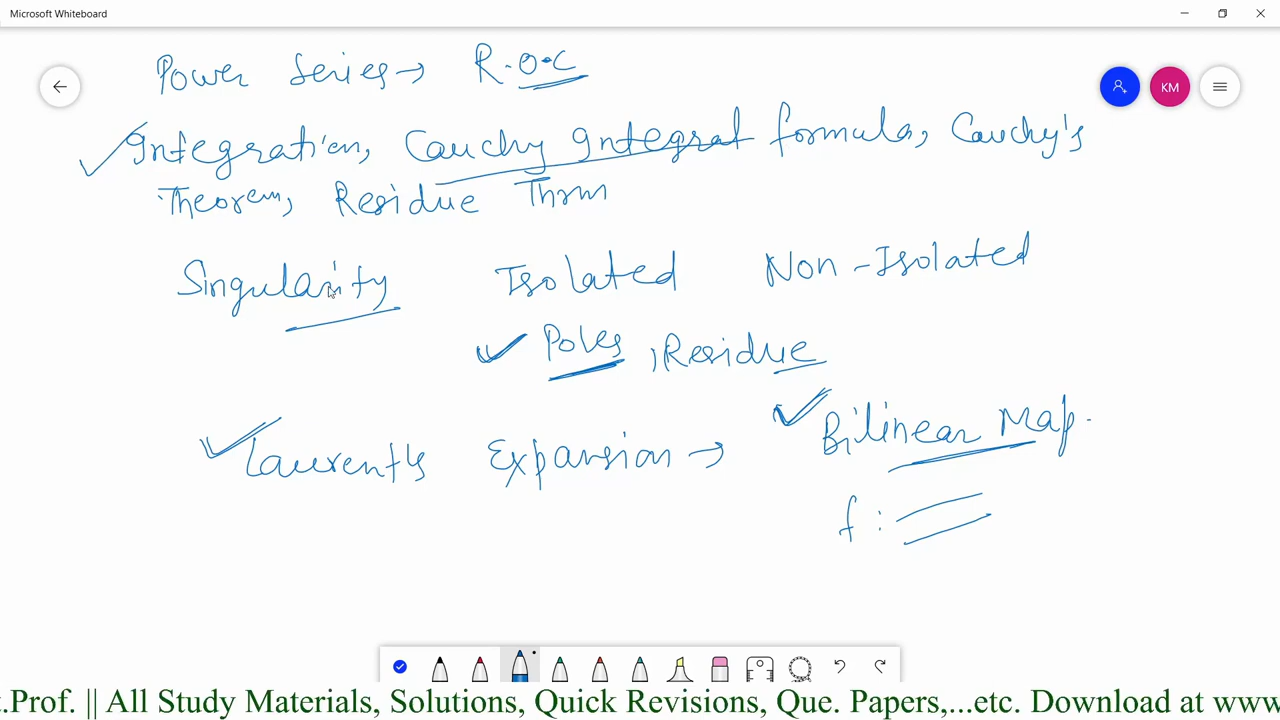 Microsoft Whiteboard
Power Series → R.O.C
KM
Integration, Cauchy Integral formula, Cauchy's
Theorem, Residue Thrm
Singularity Isolated Non-Isolated
Poles, Residue
Bilinear Map.
Laurent's Expansion →
f:
t.Prof. || All Study Materials, Solutions, Quick Revisions, Que. Papers,...etc. Download at www